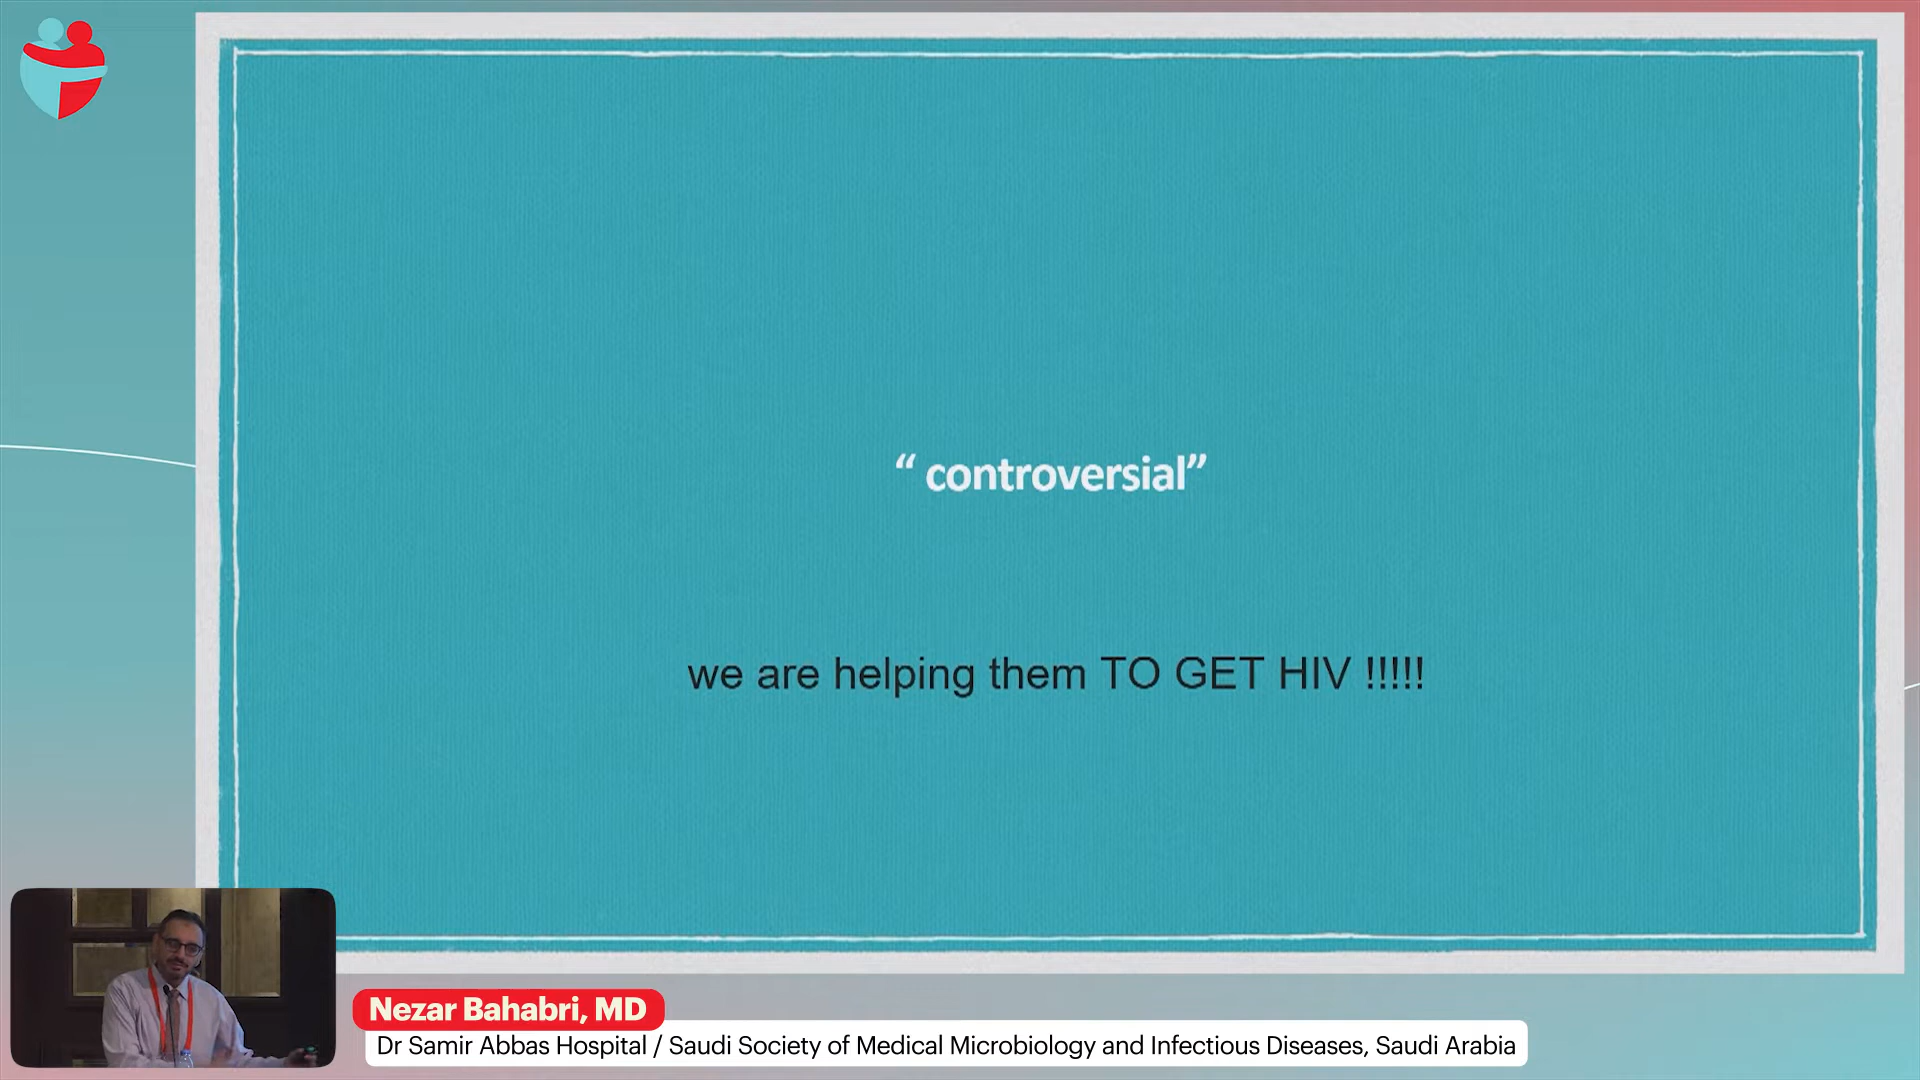 “ controversial”
we are helping them TO GET HIV !!!!!
Nezar Bahabri, MD
Dr Samir Abbas Hospital / Saudi Society of Medical Microbiology and Infectious Diseases, Saudi Arabia